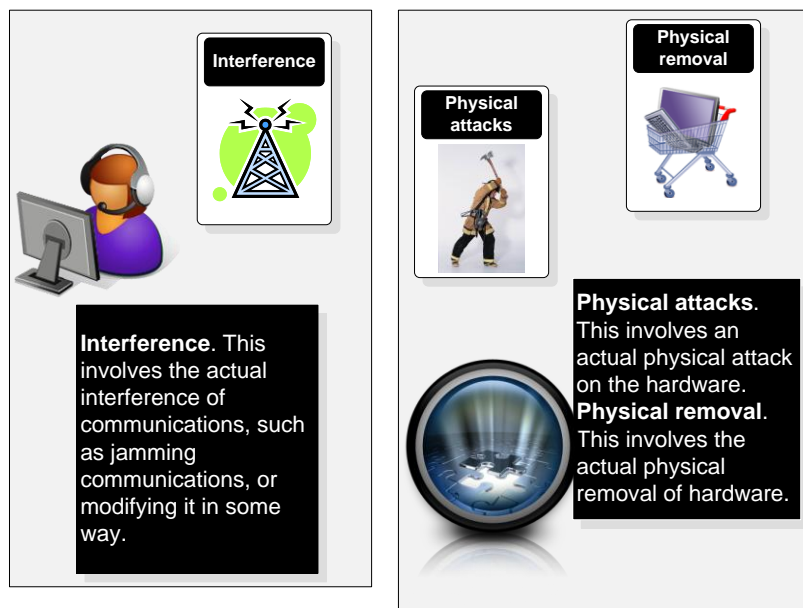 Interference
Interference. This
involves the actual
interference of
communications, such
as jamming
communications, or
modifying it in some
way.
Physical
attacks
Physical
removal
Physical attacks.
This involves an
actual physical attack
on the hardware.
Physical removal.
This involves the
actual physical
removal of hardware.